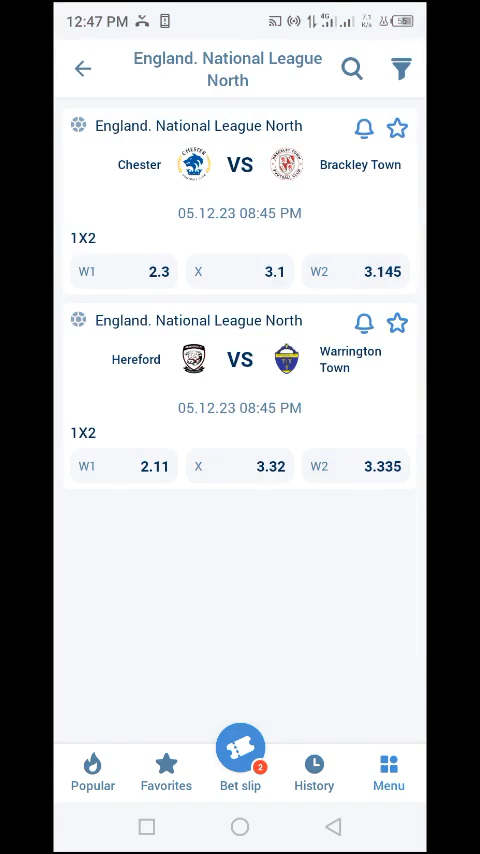 12:47 PM
4G
7.1
K/s
England. National League
North
England. National League North
Chester
VS
Brackley Town
05.12.23 08:45 PM
1X2
W1 2.3 X 3.1 W2 3.145
England. National League North
Hereford
VS
Warrington
Town
05.12.23 08:45 PM
1X2
W1 2.11 X 3.32 W2 3.335
2
Popular Favorites Bet slip History Menu